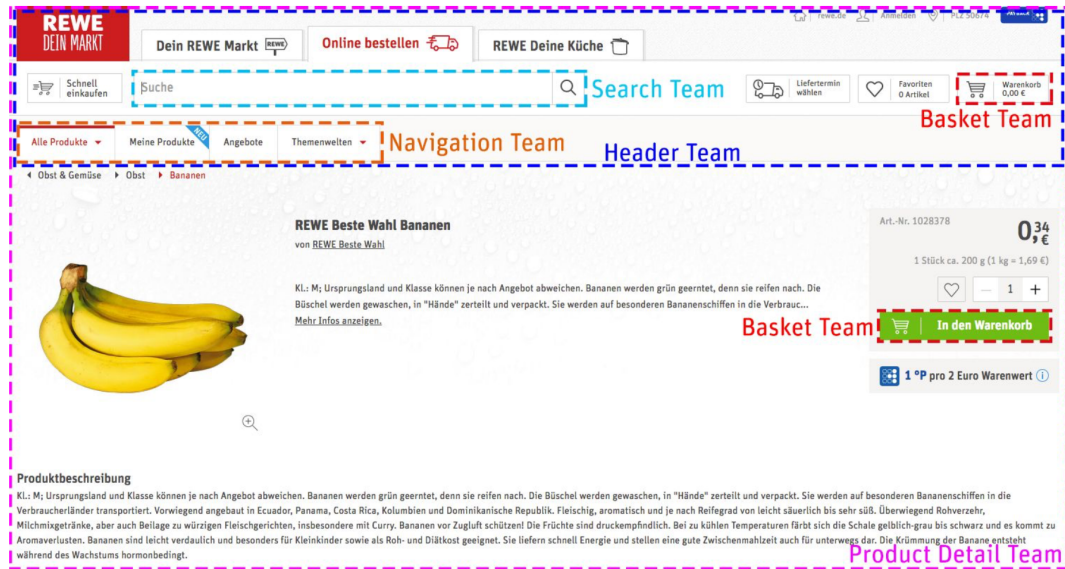 REWE
DEIN MARKT
rewe.de Anmelden PLZ 50674
Dein REWE Markt REWE Online bestellen REWE Deine Küche
Schnell
einkaufen
Suche
Search Team
Liefertermin
wählen
Favoriten
0 Artikel
Warenkorb
0,00 €
Basket Team
Alle Produkte Meine Produkte NEU Angebote Themenwelten
Navigation Team
Header Team
Obst & Gemüse Obst Bananen
REWE Beste Wahl Bananen
von REWE Beste Wahl
Kl.: M; Ursprungsland und Klasse können je nach Angebot abweichen. Bananen werden grün geerntet, denn sie reifen nach. Die
Büschel werden gewaschen, in "Hände" zerteilt und verpackt. Sie werden auf besonderen Bananenschiffen in die Verbrauc...
Mehr Infos anzeigen.
Art.-Nr. 1028378
0,34 €
1 Stück ca. 200 g (1 kg = 1,69 €)
– 1 +
Basket Team
In den Warenkorb
1 °P pro 2 Euro Warenwert i
Produktbeschreibung
KL.: M; Ursprungsland und Klasse können je nach Angebot abweichen. Bananen werden grün geerntet, denn sie reifen nach. Die Büschel werden gewaschen, in "Hände" zerteilt und verpackt. Sie werden auf besonderen Bananenschiffen in die
Verbraucherländer transportiert. Vorwiegend angebaut in Ecuador, Panama, Costa Rica, Kolumbien und Dominikanische Republik. Fleischig, aromatisch und je nach Reifegrad von leicht säuerlich bis sehr süß. Überwiegend Rohverzehr,
Milchmixgetränke, aber auch Beilage zu würzigen Fleischgerichten, insbesondere mit Curry. Bananen vor Zugluft schützen! Die Früchte sind druckempfindlich. Bei zu kühlen Temperaturen färbt sich die Schale gelblich-grau bis schwarz und es kommt zu
Aromaverlusten. Bananen sind leicht verdaulich und besonders für Kleinkinder sowie als Roh- und Diätkost geeignet. Sie liefern schnell Energie und stellen eine gute Zwischenmahlzeit auch für unterwegs dar. Die Krümmung der Banane entsteht
während des Wachstums hormonbedingt.
Product Detail Team